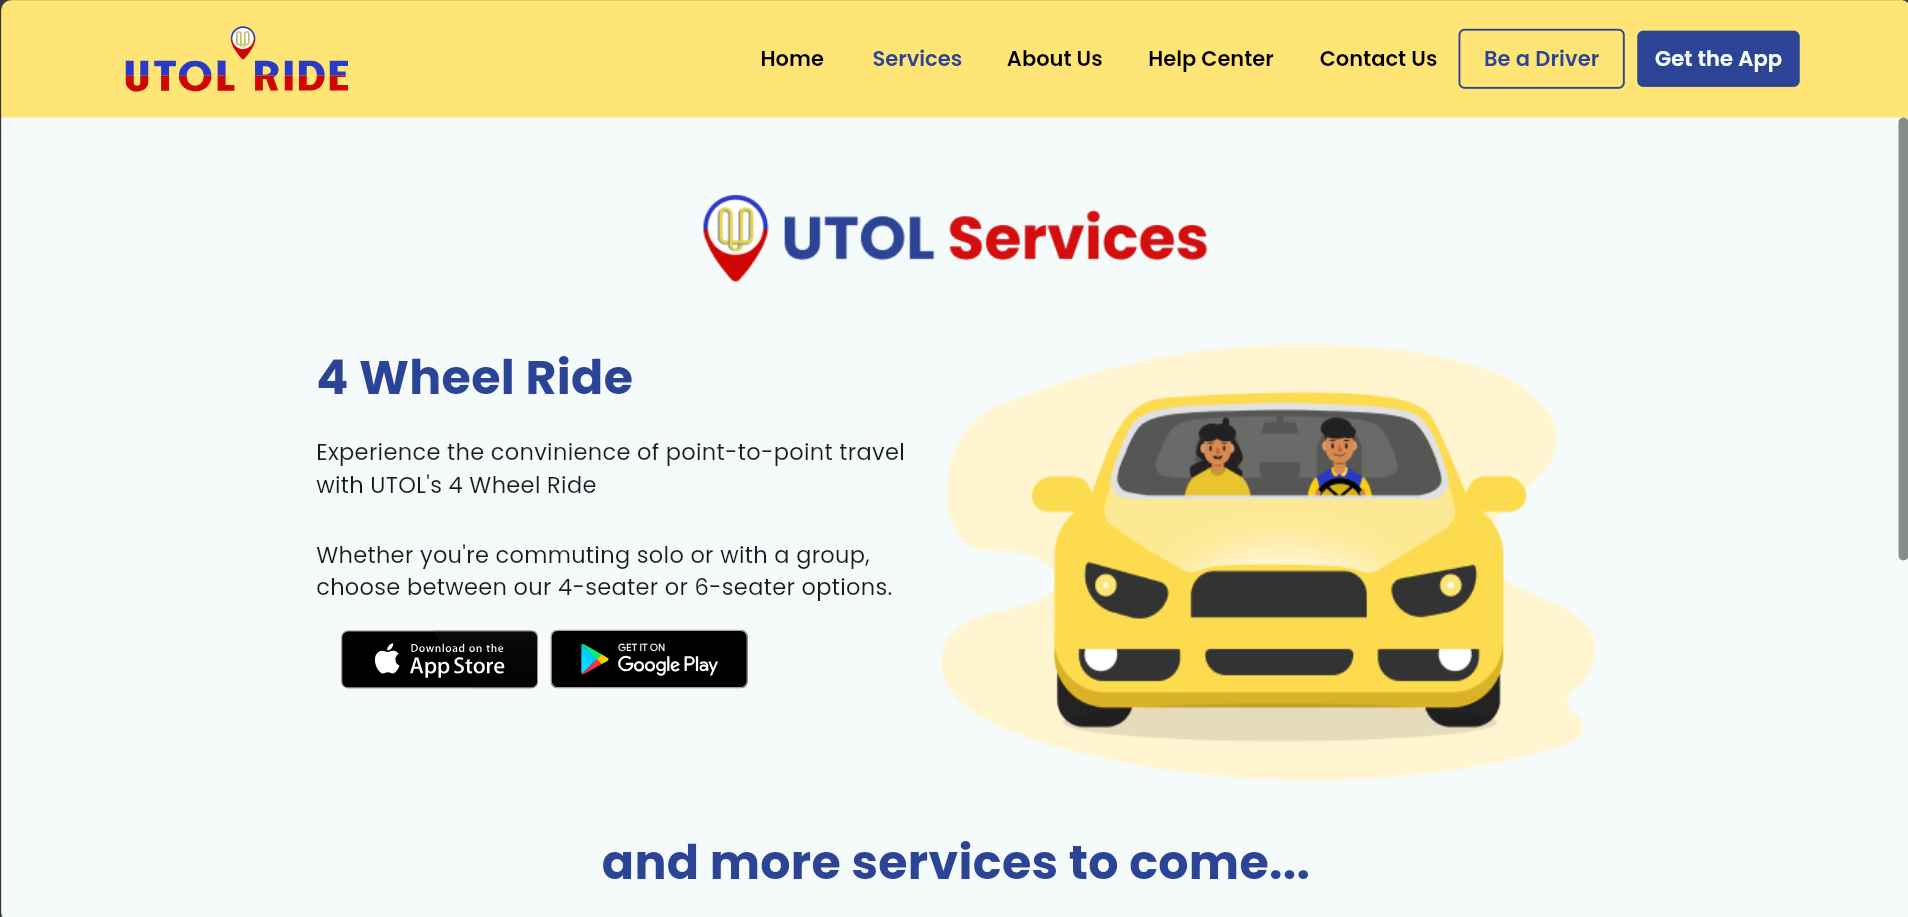 UTOL RIDE
Home Services About Us Help Center Contact Us Be a Driver Get the App
UTOL Services
4 Wheel Ride
Experience the convinience of point-to-point travel
with UTOL's 4 Wheel Ride
Whether you're commuting solo or with a group,
choose between our 4-seater or 6-seater options.
Download on the
App Store
GET IT ON
Google Play
and more services to come...